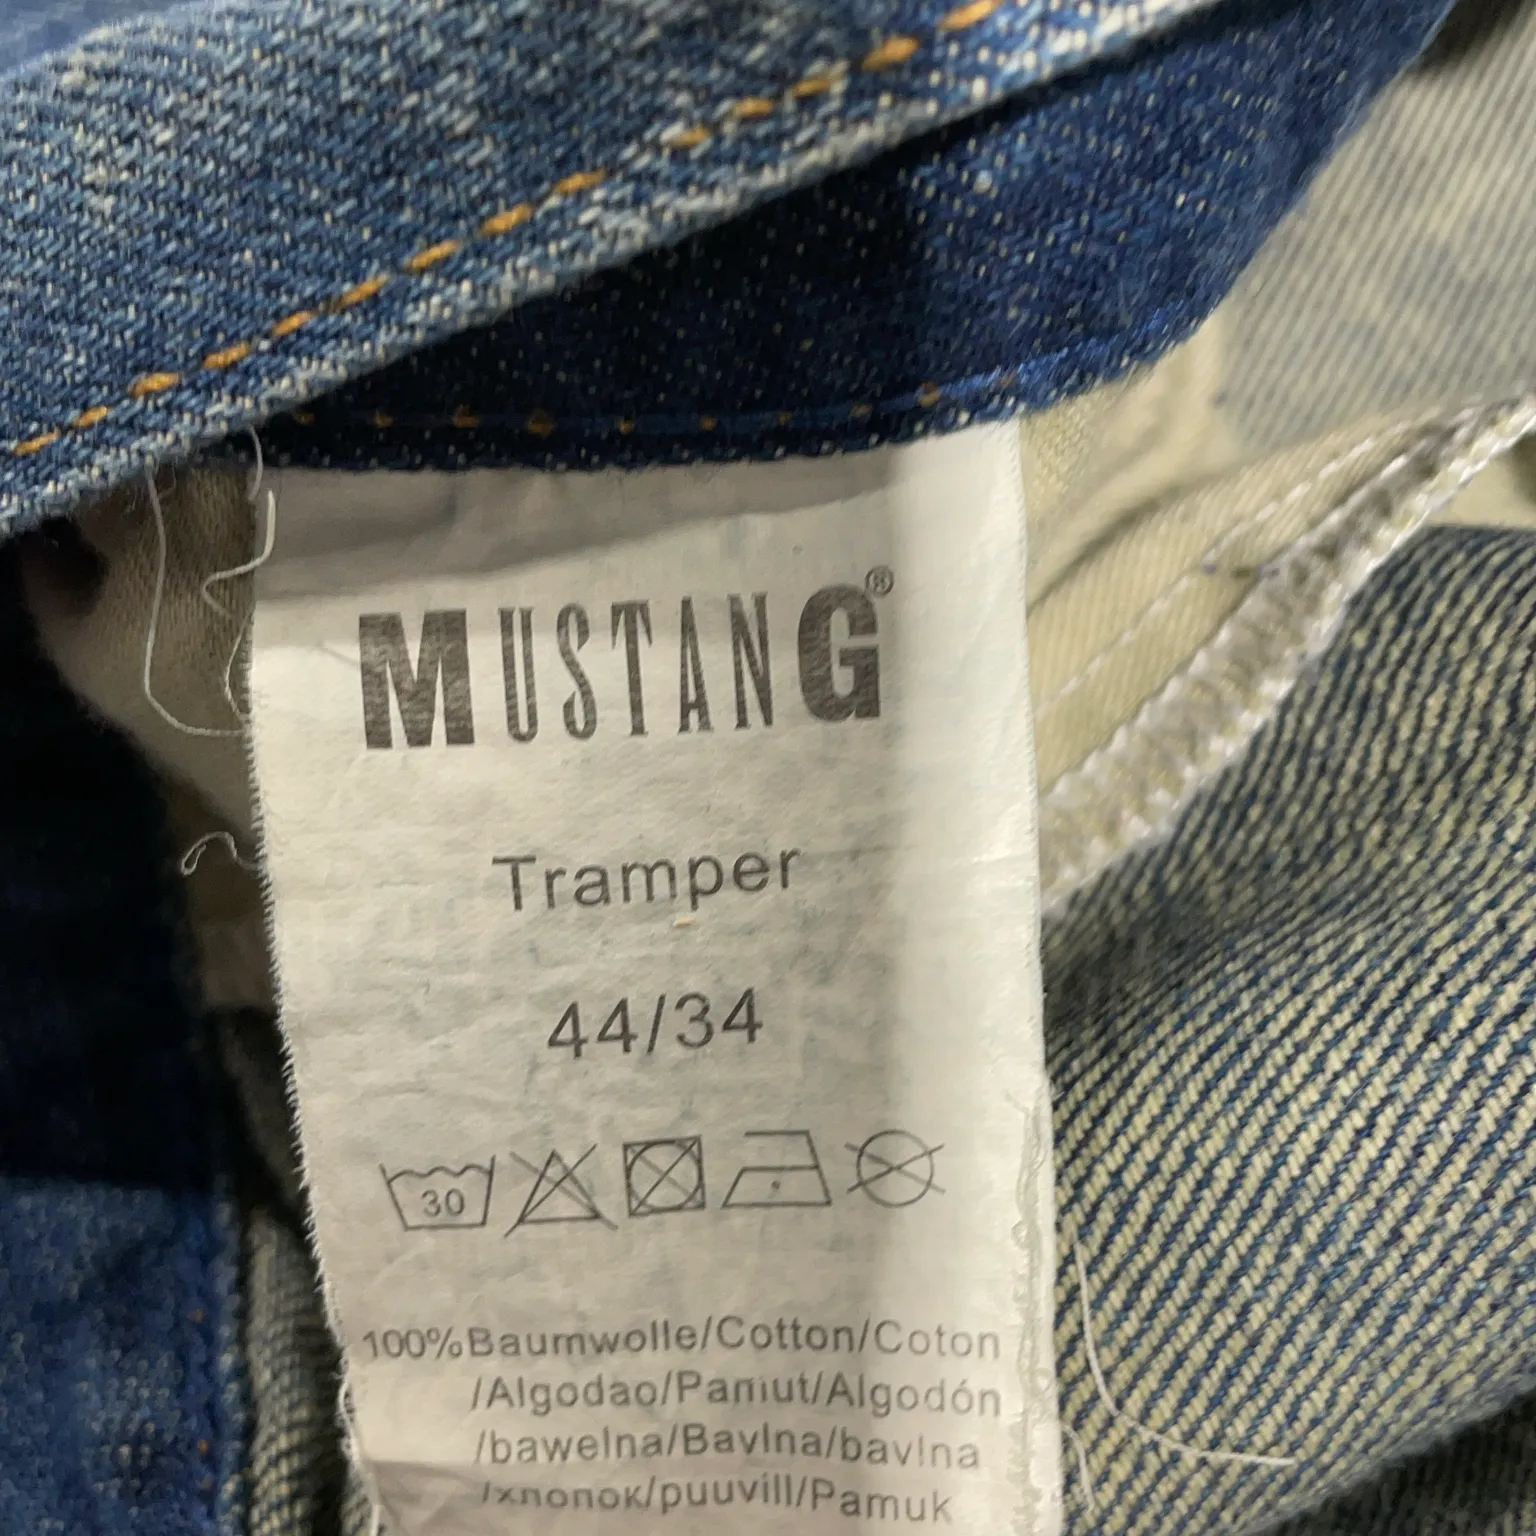 MUSTANG®
Tramper
44/34
30
100%Baumwolle/Cotton/Coton
/Algodao/Pamut/Algodón
/bawelna/Bavlna/bavlna
/хлопок/puuvill/Pamuk